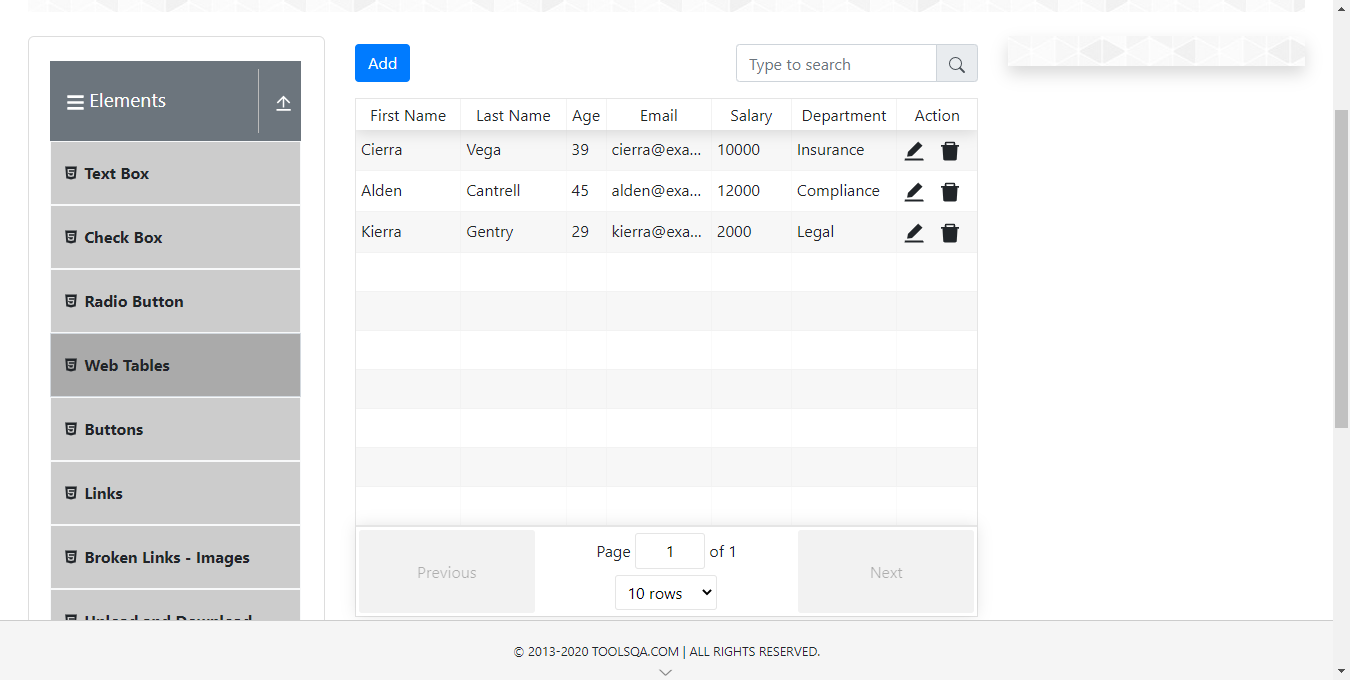 Elements
Text Box
Check Box
Radio Button
Web Tables
Buttons
Links
Broken Links - Images
Upload and Download
Add
Type to search
First Name Last Name Age Email Salary Department Action
Cierra Vega 39 cierra@exa... 10000 Insurance
Alden Cantrell 45 alden@exa... 12000 Compliance
Kierra Gentry 29 kierra@exa... 2000 Legal
Previous
Page 1 of 1
10 rows
Next
© 2013-2020 TOOLSQA.COM | ALL RIGHTS RESERVED.